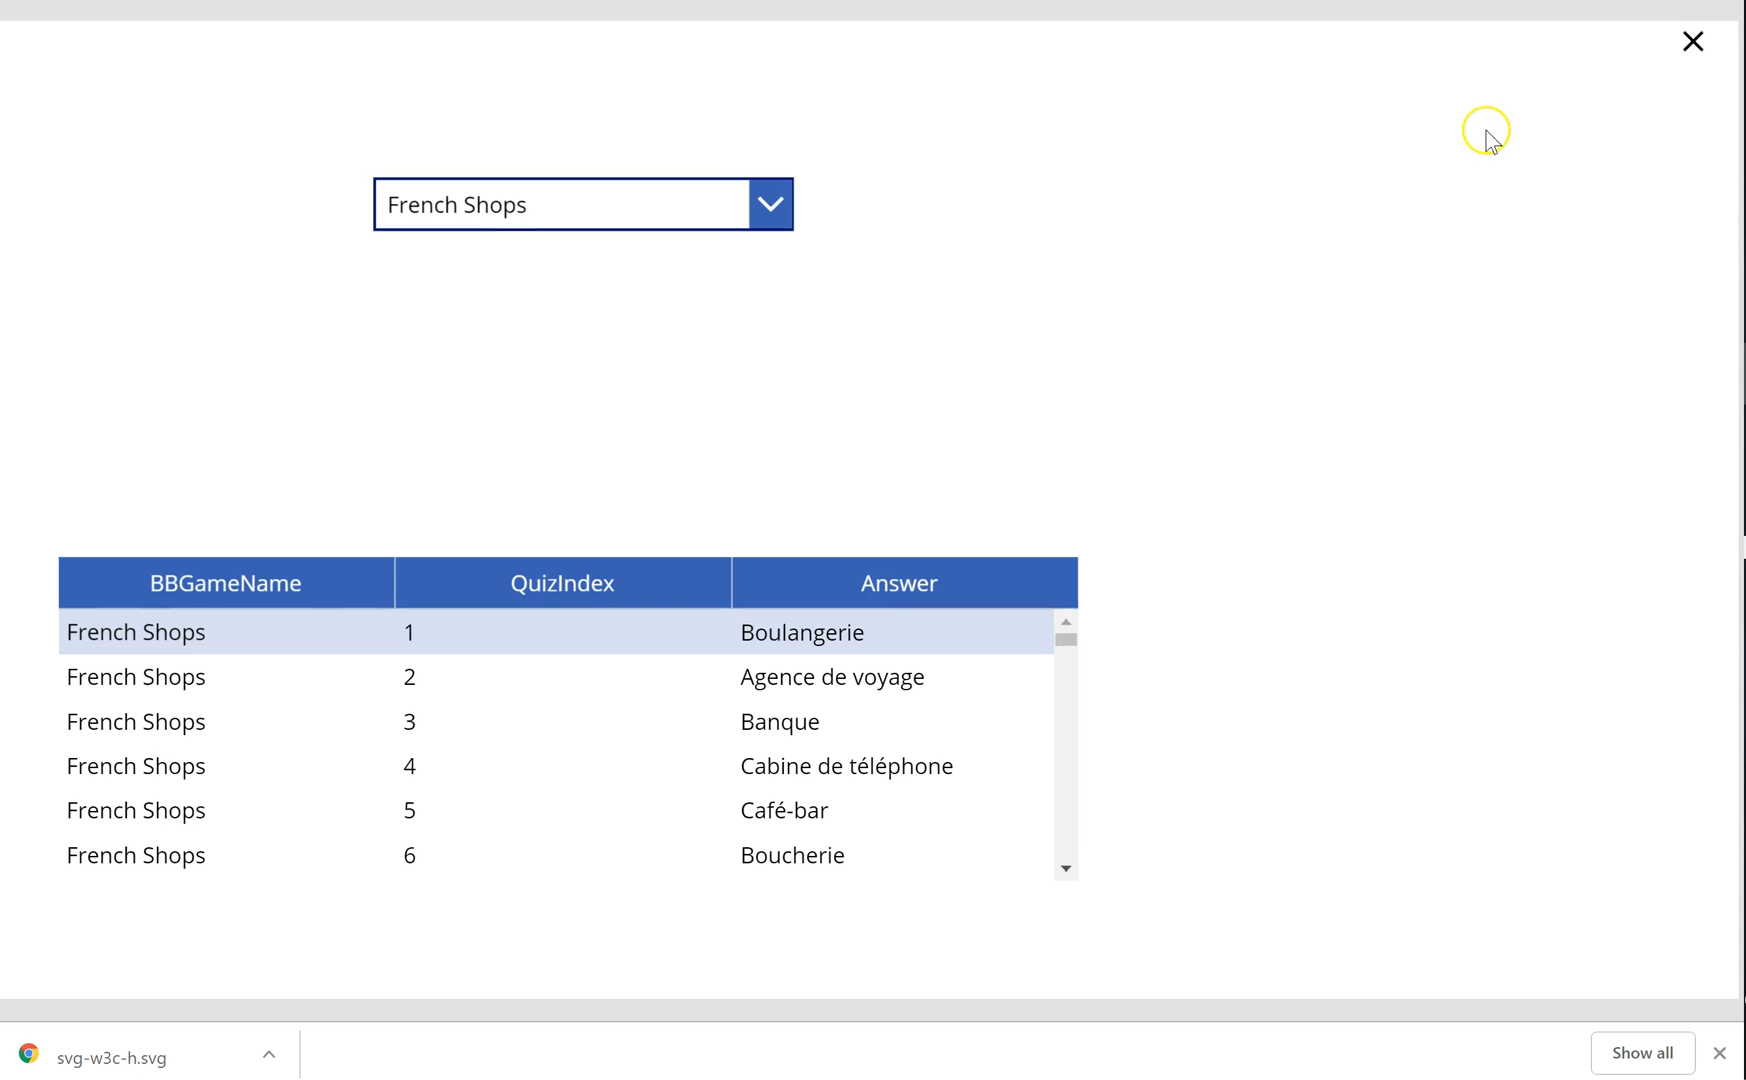 French Shops
BBGameName QuizIndex Answer
French Shops 1 Boulangerie
French Shops 2 Agence de voyage
French Shops 3 Banque
French Shops 4 Cabine de téléphone
French Shops 5 Café-bar
French Shops 6 Boucherie
svg-w3c-h.svg Show all